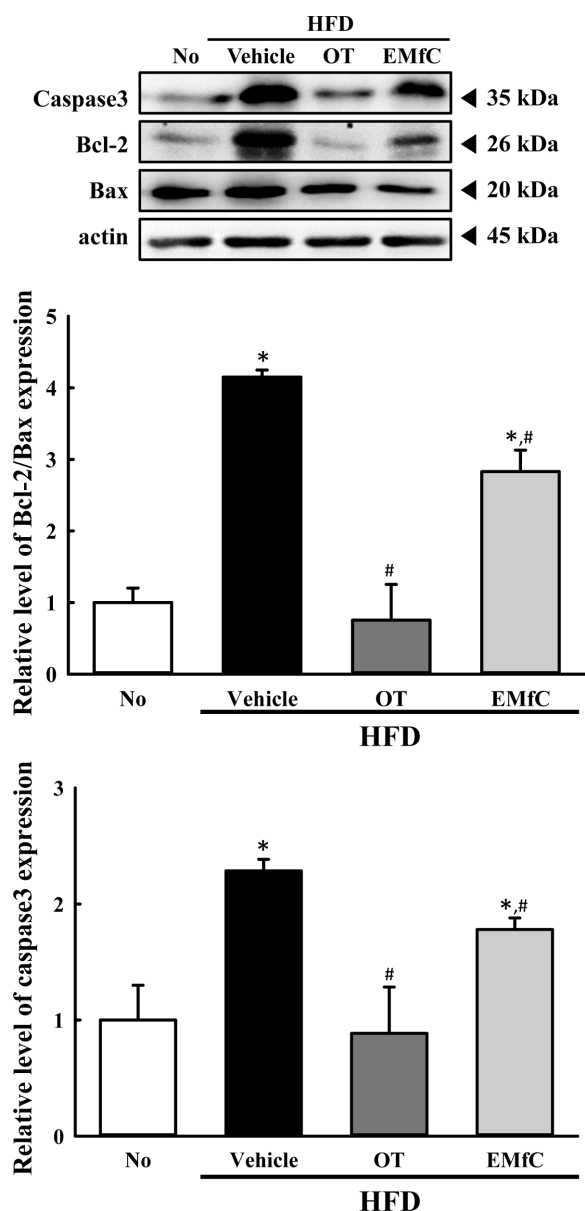 HFD
No Vehicle OT EMfC
Caspase3 ◀ 35 kDa
Bcl-2 ◀ 26 kDa
Bax ◀ 20 kDa
actin ◀ 45 kDa
Relative level of Bcl-2/Bax expression
5
4
3
2
1
0
*
#
*,#
No Vehicle OT EMfC
HFD
Relative level of caspase3 expression
3
2
1
0
*
#
*,#
No Vehicle OT EMfC
HFD